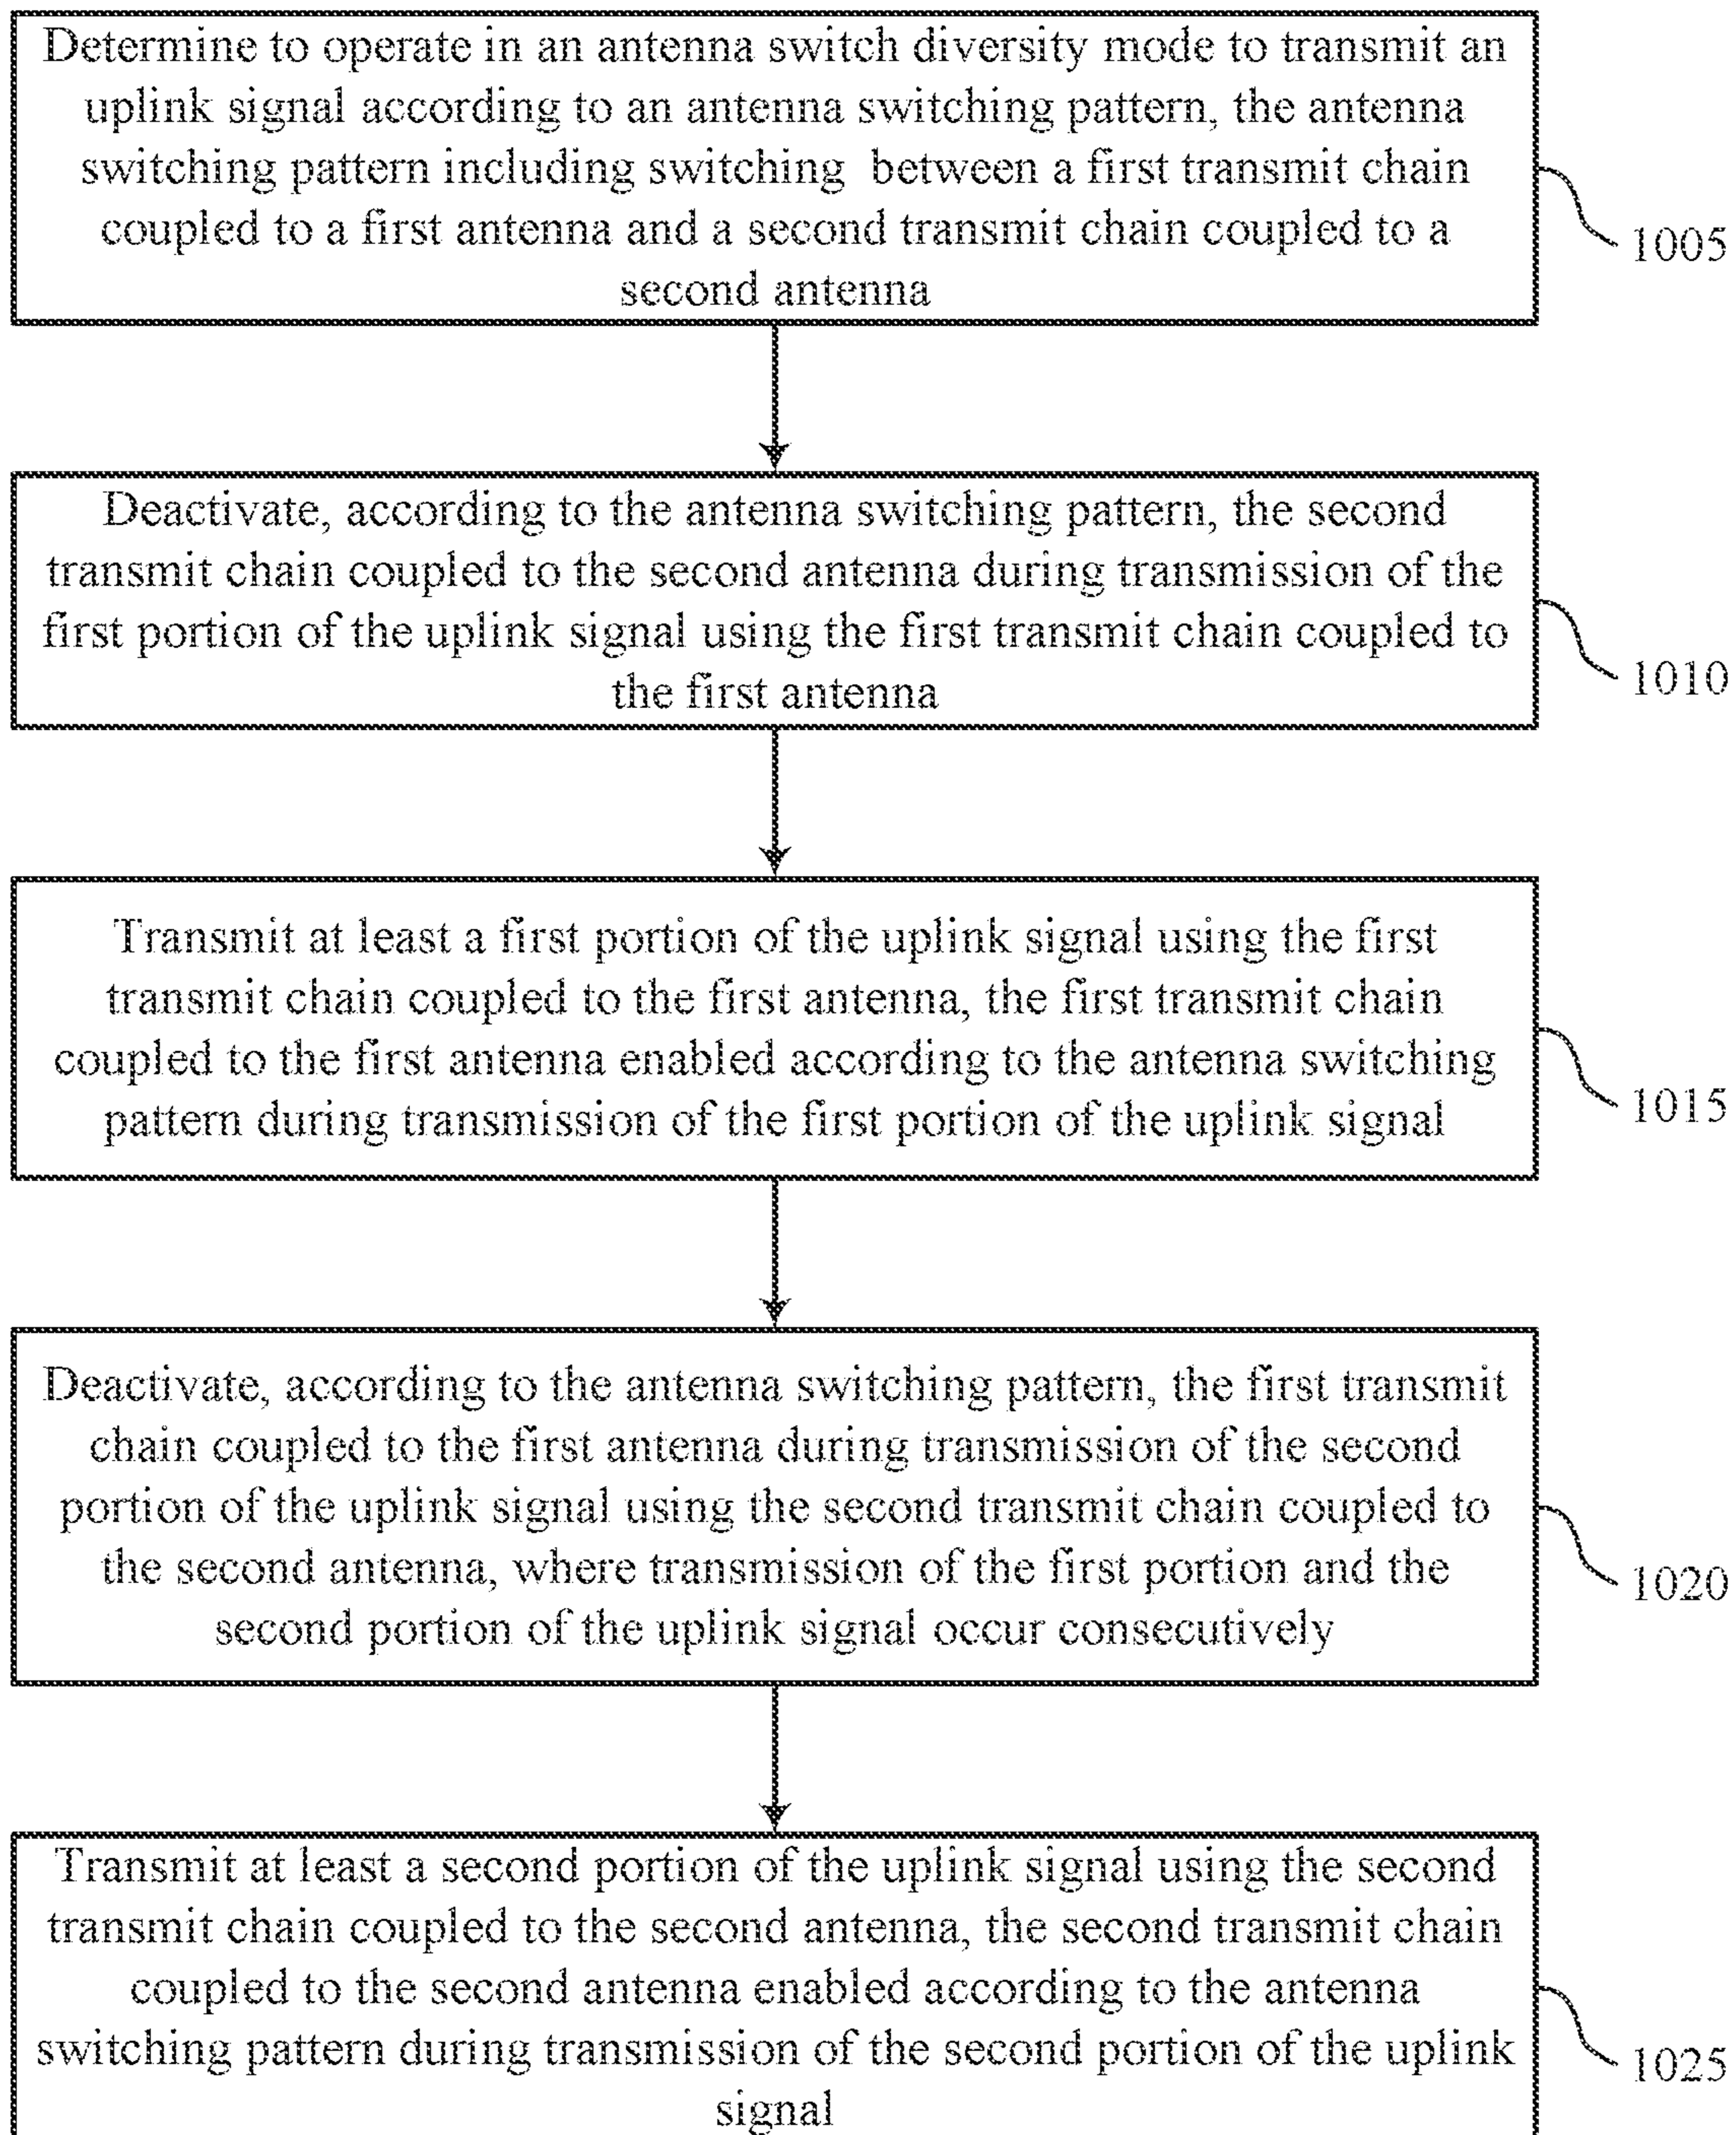 Determine to operate in an antenna switch diversity mode to transmit an
uplink signal according to an antenna switching pattern, the antenna
switching pattern including switching between a first transmit chain
coupled to a first antenna and a second transmit chain coupled to a
second antenna
1005
Deactivate, according to the antenna switching pattern, the second
transmit chain coupled to the second antenna during transmission of the
first portion of the uplink signal using the first transmit chain coupled to
the first antenna
1010
Transmit at least a first portion of the uplink signal using the first
transmit chain coupled to the first antenna, the first transmit chain
coupled to the first antenna enabled according to the antenna switching
pattern during transmission of the first portion of the uplink signal
1015
Deactivate, according to the antenna switching pattern, the first transmit
chain coupled to the first antenna during transmission of the second
portion of the uplink signal using the second transmit chain coupled to
the second antenna, where transmission of the first portion and the
second portion of the uplink signal occur consecutively
1020
Transmit at least a second portion of the uplink signal using the second
transmit chain coupled to the second antenna, the second transmit chain
coupled to the second antenna enabled according to the antenna
switching pattern during transmission of the second portion of the uplink
signal
1025